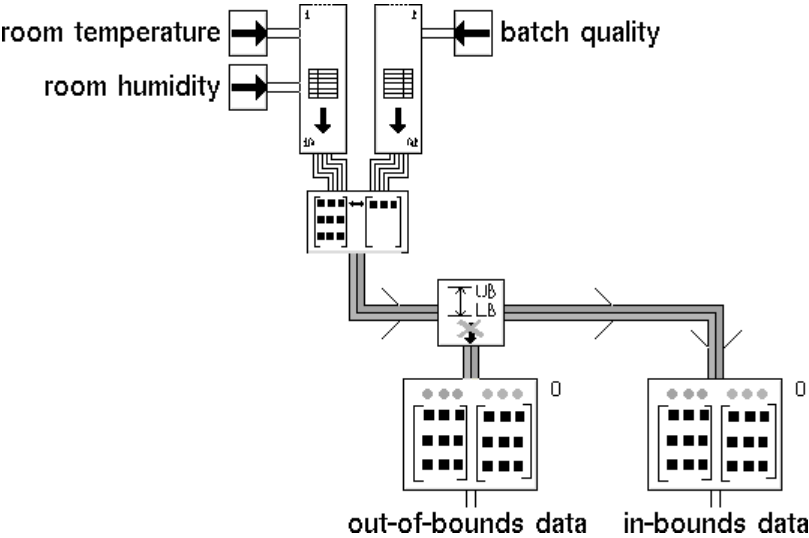 room temperature
batch quality
room humidity
UB
LB
0
0
out-of-bounds data
in-bounds data